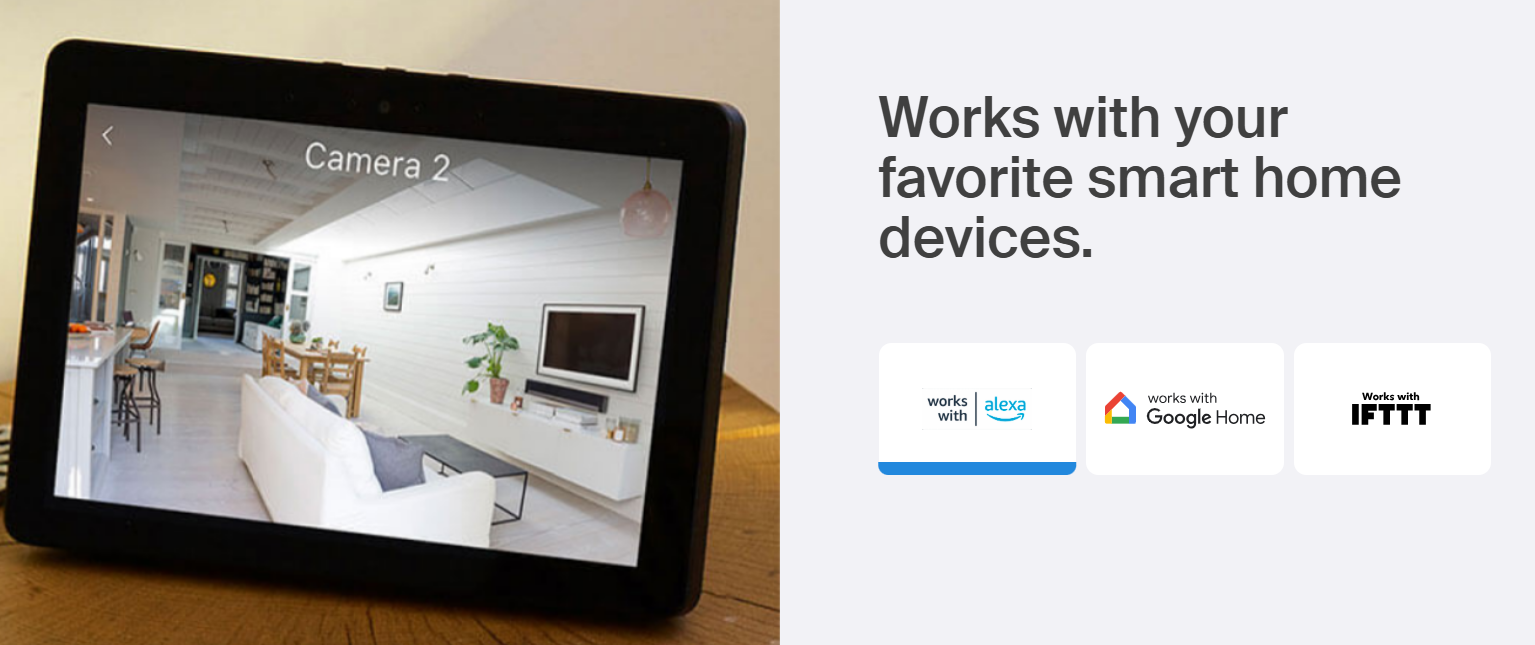 Camera 2
Works with your
favorite smart home
devices.
works
with
alexa
works with
Google Home
Works with
IFTTT